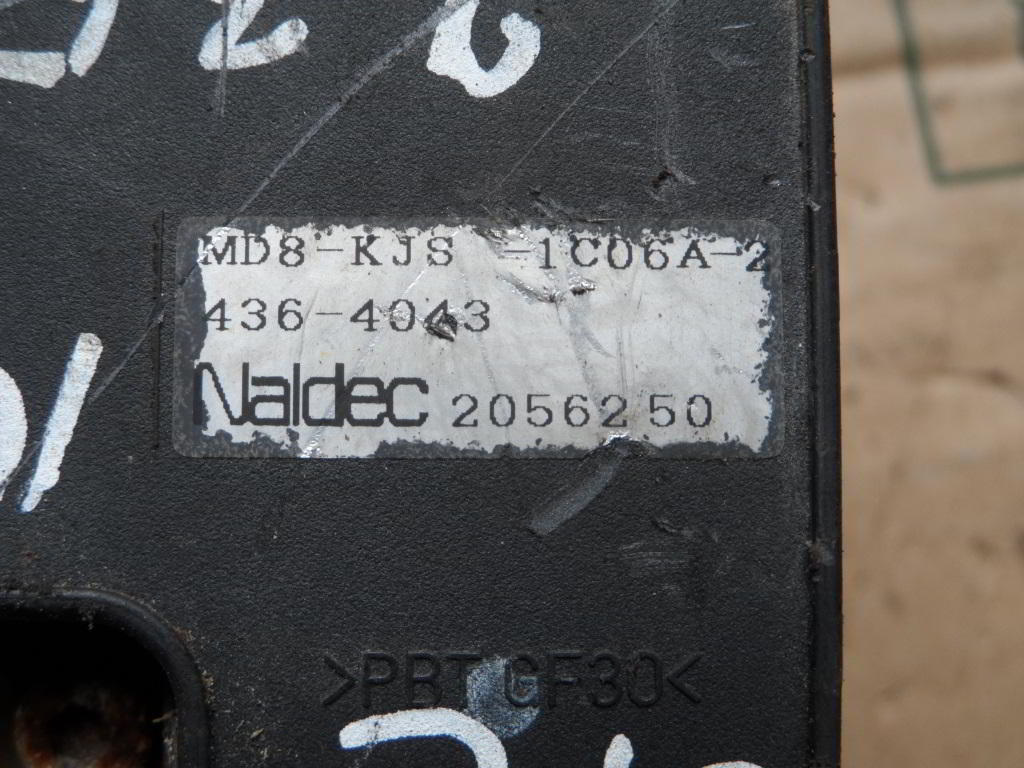 MD8-KJS -1C06A-2
436-4043
Naldec 2056250
>PBT GF30<